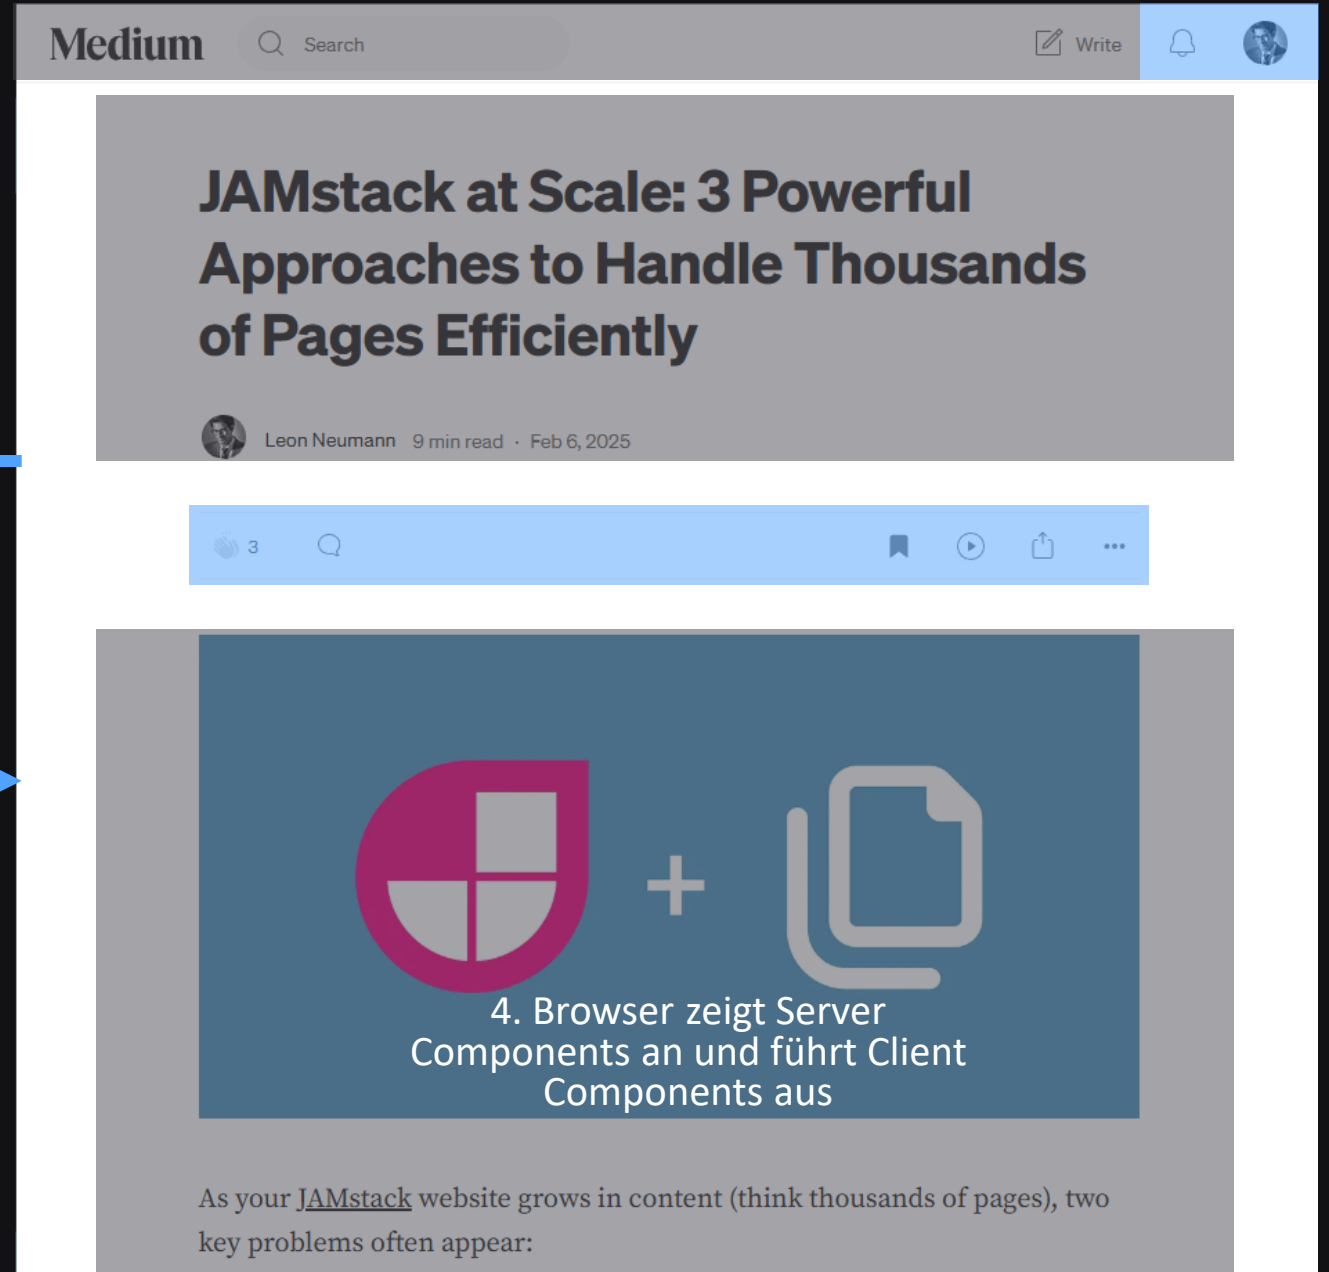 Medium
Search
Write
JAMstack at Scale: 3 Powerful
Approaches to Handle Thousands
of Pages Efficiently
Leon Neumann 9 min read · Feb 6, 2025
3
4. Browser zeigt Server
Components an und führt Client
Components aus
As your JAMstack website grows in content (think thousands of pages), two
key problems often appear: